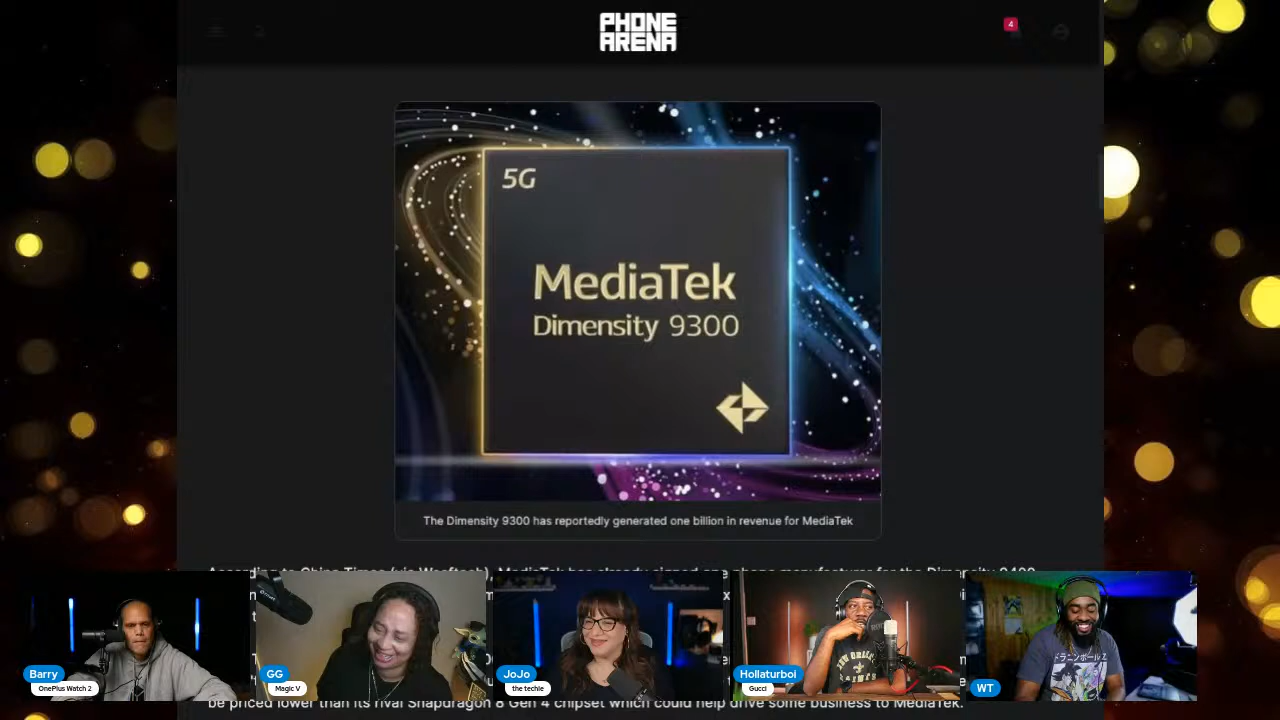 PHONE
ARENA
4
5G
MediaTek
Dimensity 9300
The Dimensity 9300 has reportedly generated one billion in revenue for MediaTek
Barry
OnePlus Watch 2
GG
Magic V
JoJo
the techie
Hollaturboi
Gucci
WT
be priced lower than its rival Snapdragon 8 Gen 4 chipset which could help drive some business to MediaTek.